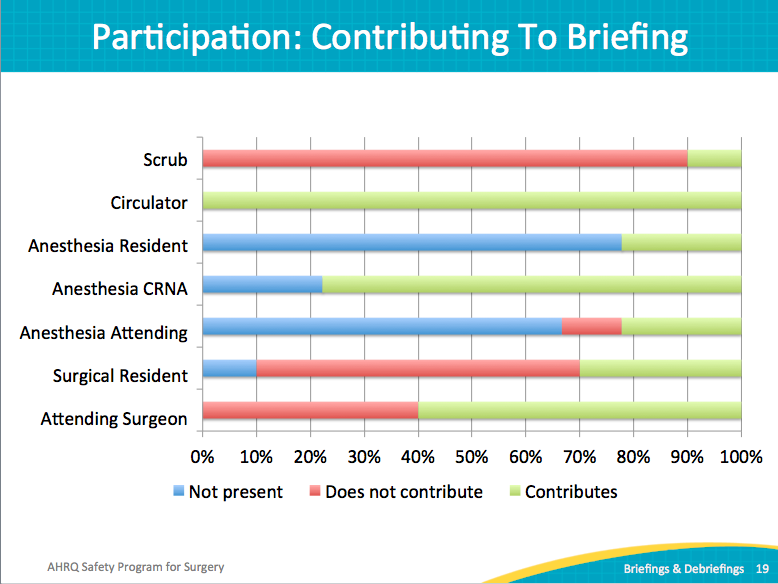 Participation: Contributing To Briefing
Scrub
Circulator
Anesthesia Resident
Anesthesia CRNA
Anesthesia Attending
Surgical Resident
Attending Surgeon
0% 10% 20% 30% 40% 50% 60% 70% 80% 90% 100%
Not present Does not contribute Contributes
AHRQ Safety Program for Surgery
Briefings & Debriefings 19